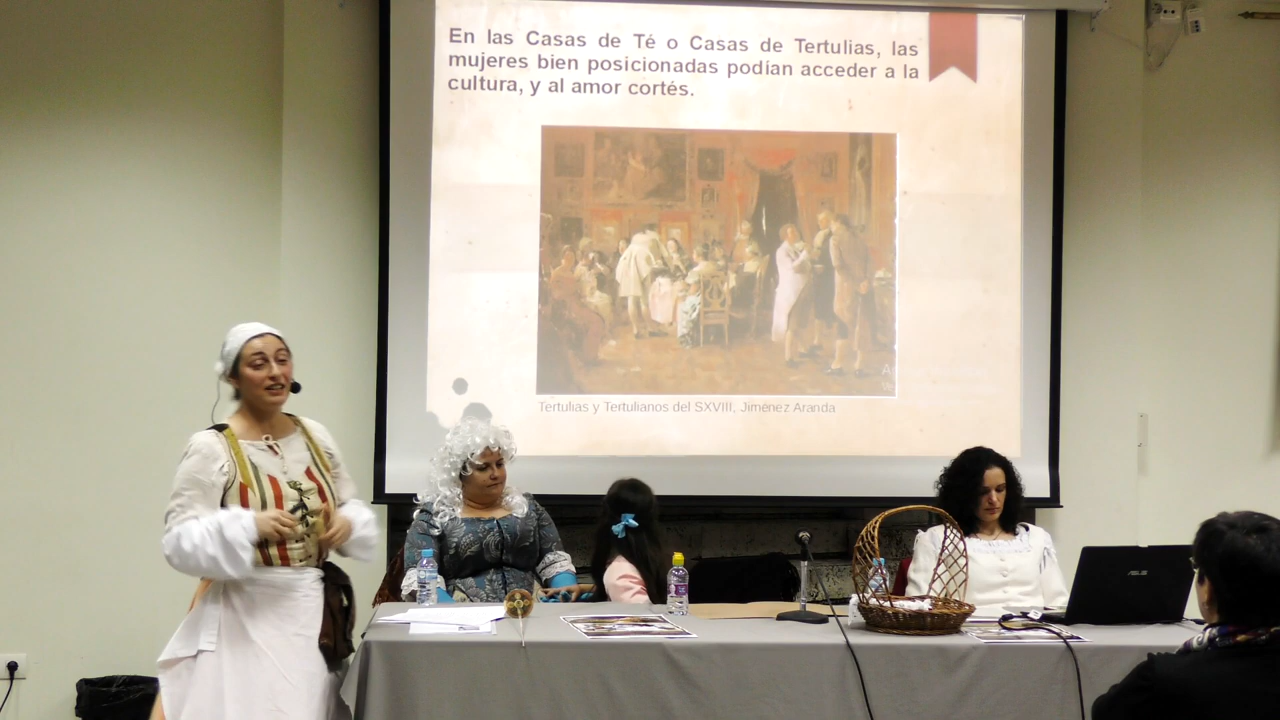 En las Casas de Té o Casas de Tertulias, las
mujeres bien posicionadas podían acceder a la
cultura, y al amor cortés.
Tertulias y Tertulianos del SXVIII, Jiménez Aranda
ASUS